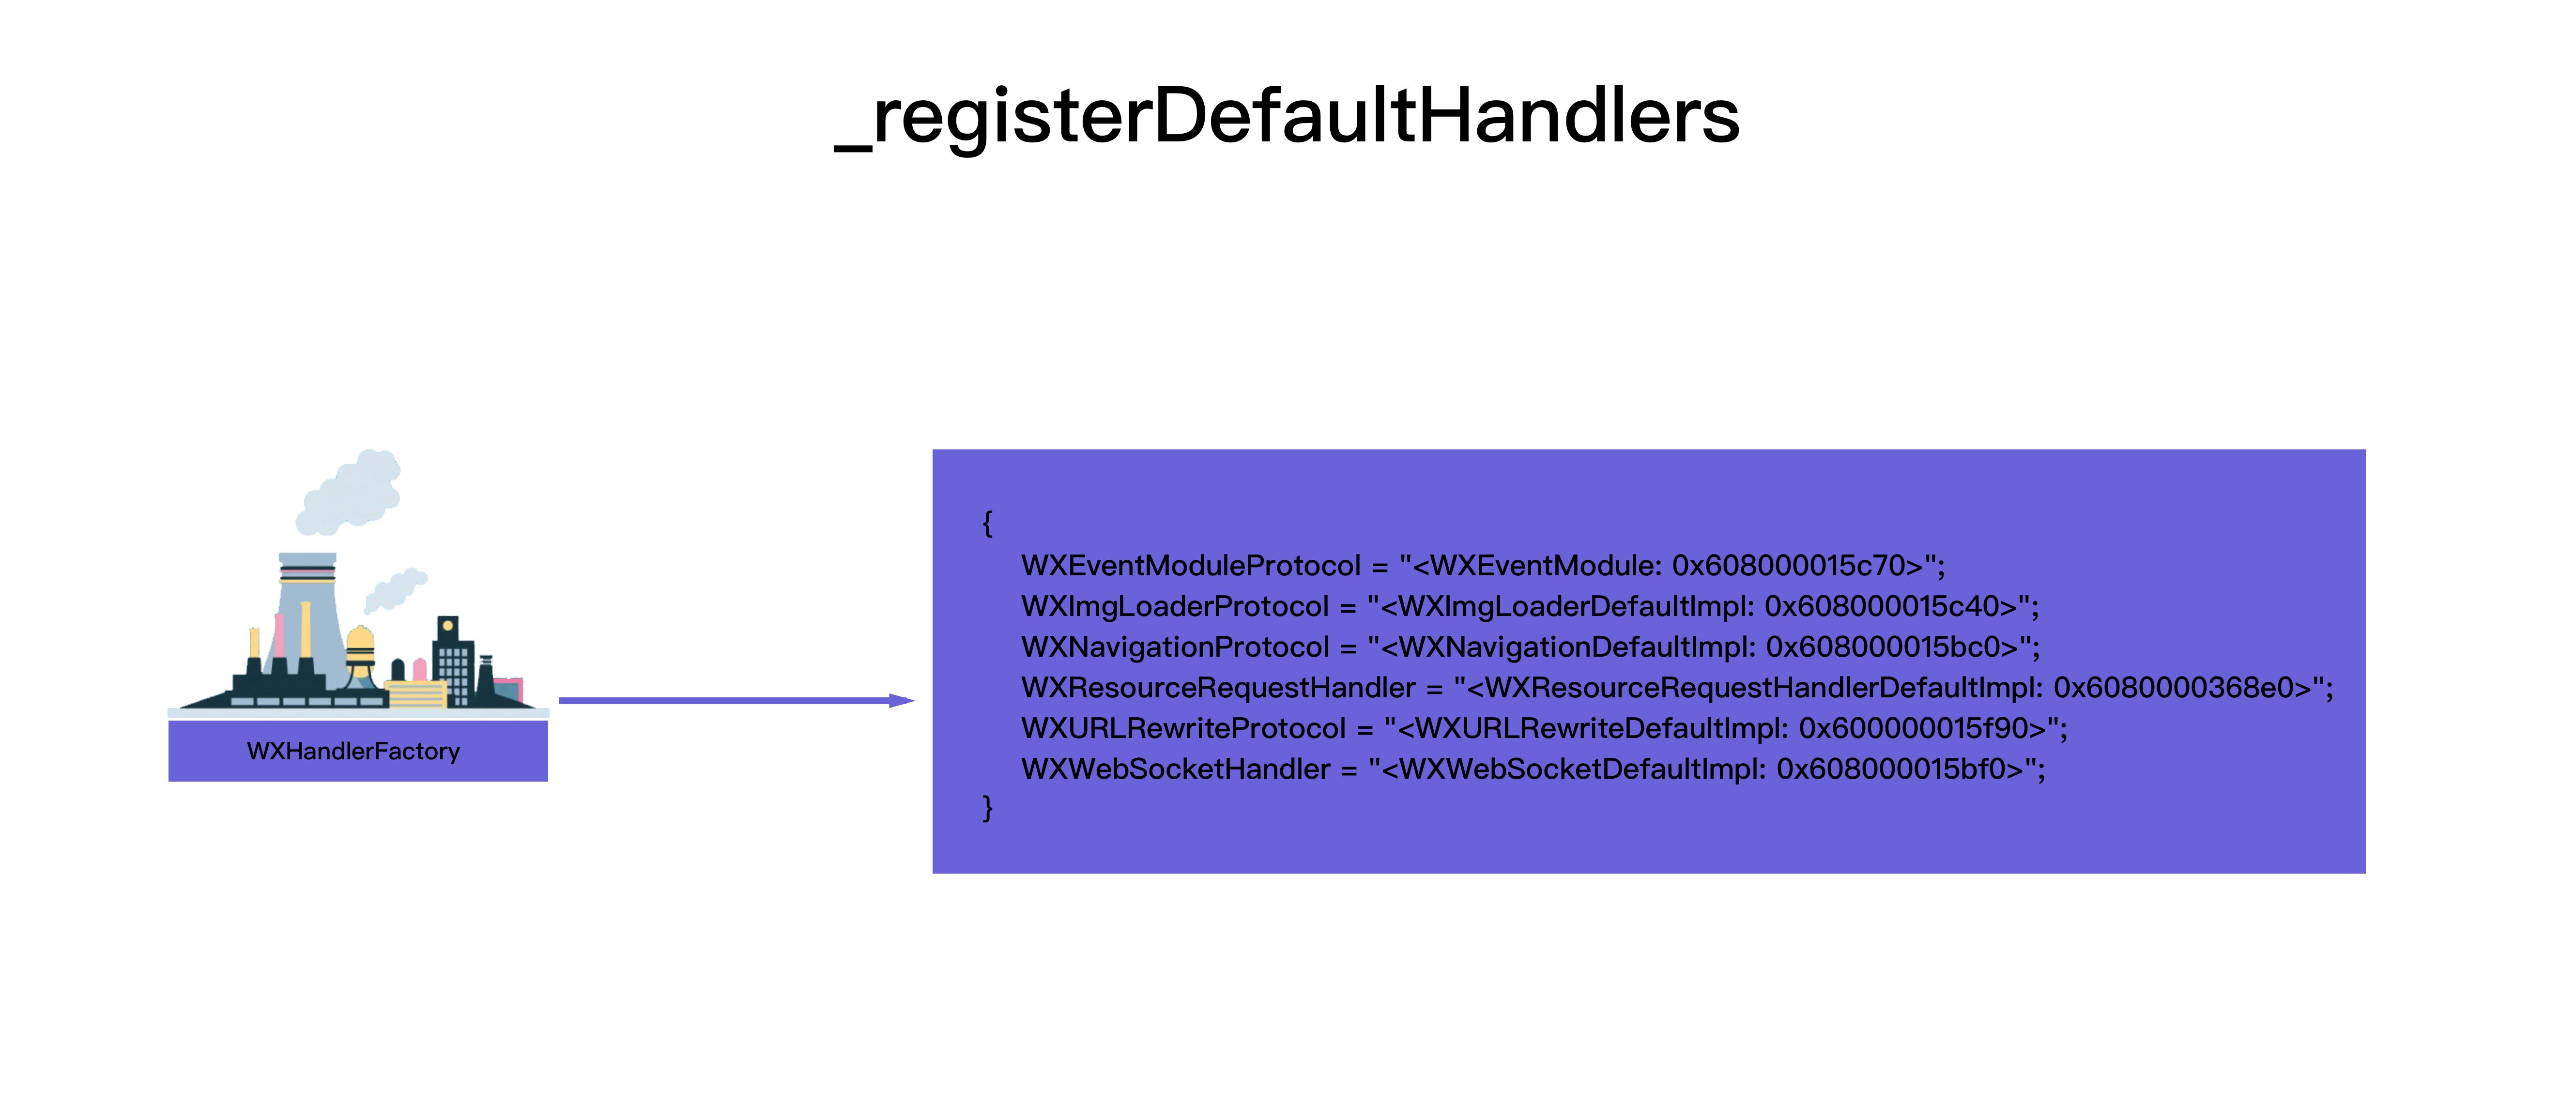 _registerDefaultHandlers
{
WXEventModuleProtocol = "<WXEventModule: 0x608000015c70>";
WXImgLoaderProtocol = "<WXImgLoaderDefaultImpl: 0x608000015c40>";
WXNavigationProtocol = "<WXNavigationDefaultImpl: 0x608000015bc0>";
WXResourceRequestHandler = "<WXResourceRequestHandlerDefaultImpl: 0x6080000368e0>";
WXURLRewriteProtocol = "<WXURLRewriteDefaultImpl: 0x600000015f90>";
WXWebSocketHandler = "<WXWebSocketDefaultImpl: 0x608000015bf0>";
}
WXHandlerFactory